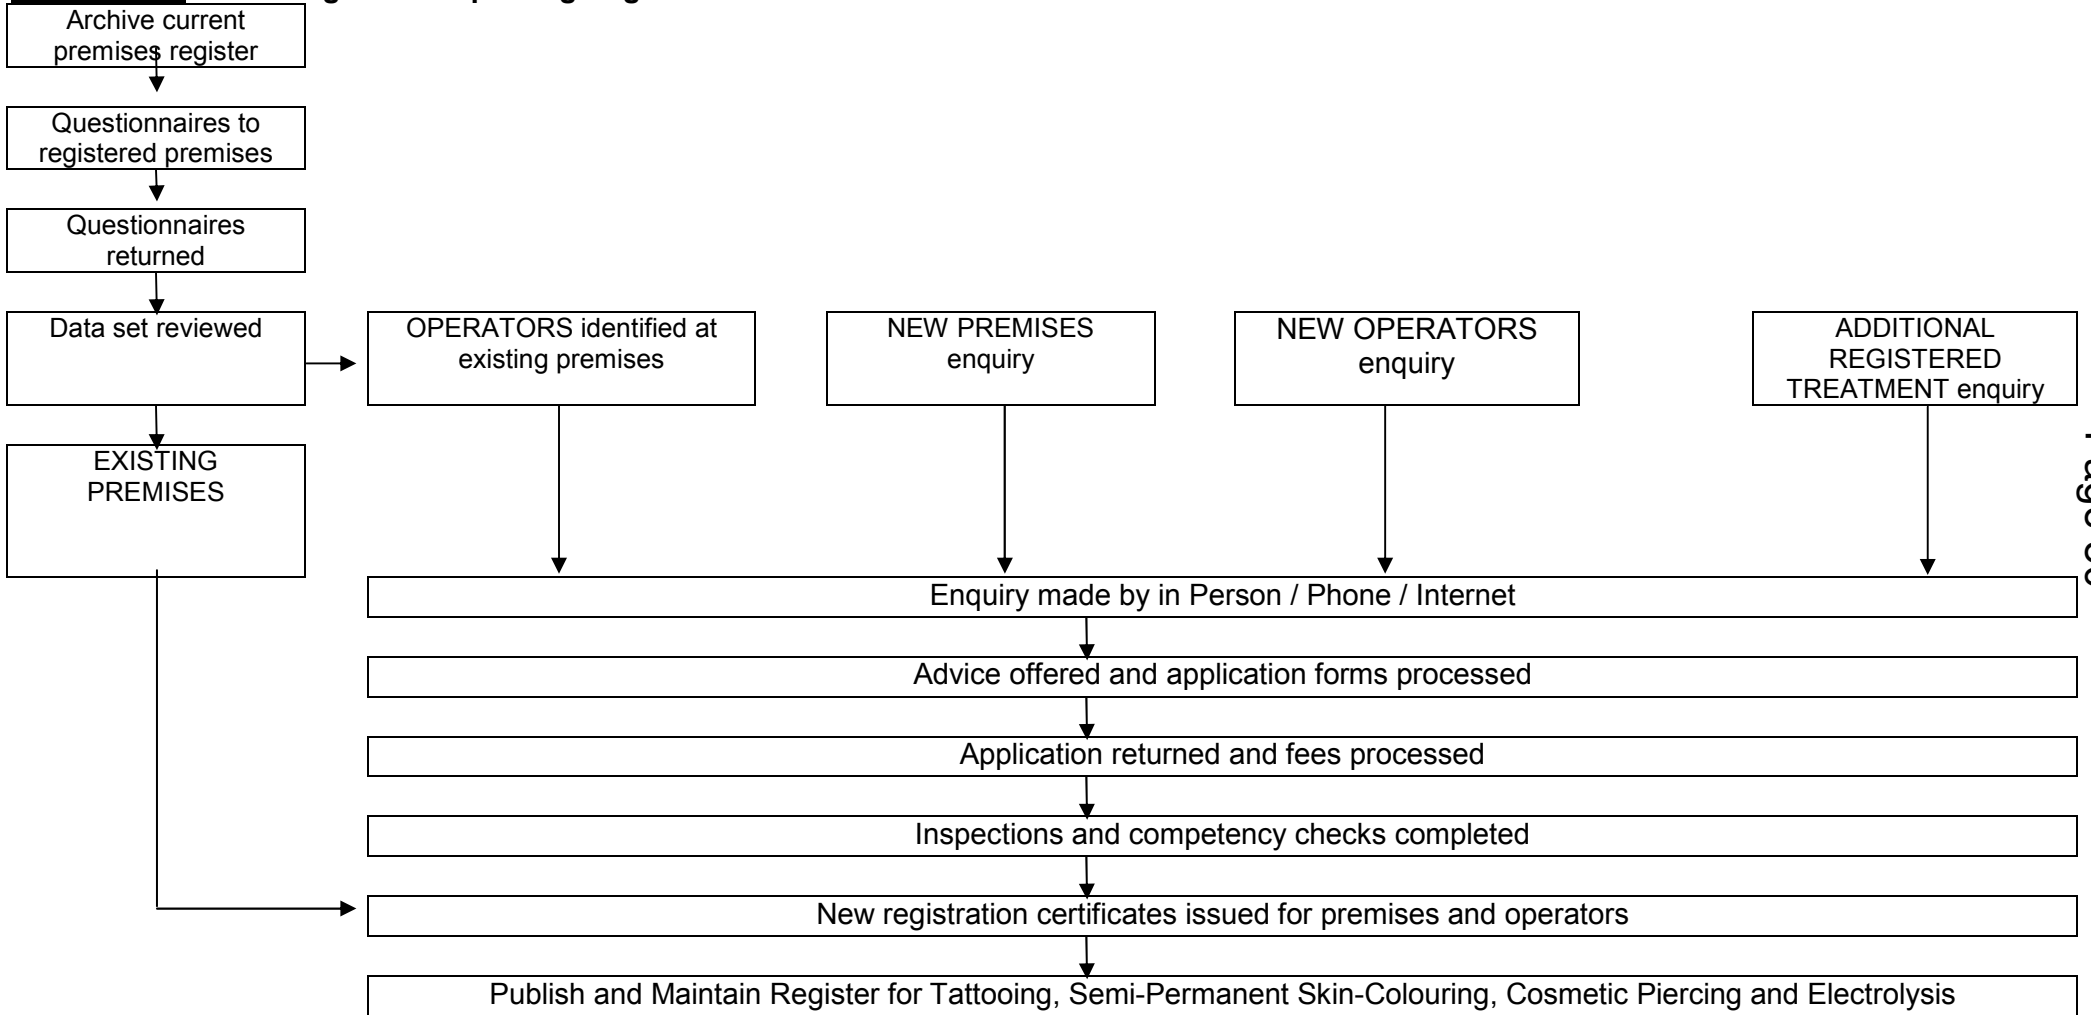 Archive current
premises register
Questionnaires to
registered premises
Questionnaires
returned
Data set reviewed
OPERATORS identified at
existing premises
NEW PREMISES
enquiry
NEW OPERATORS
enquiry
ADDITIONAL
REGISTERED
TREATMENT enquiry
EXISTING
PREMISES
Enquiry made by in Person / Phone / Internet
Advice offered and application forms processed
Application returned and fees processed
Inspections and competency checks completed
New registration certificates issued for premises and operators
Publish and Maintain Register for Tattooing, Semi-Permanent Skin-Colouring, Cosmetic Piercing and Electrolysis